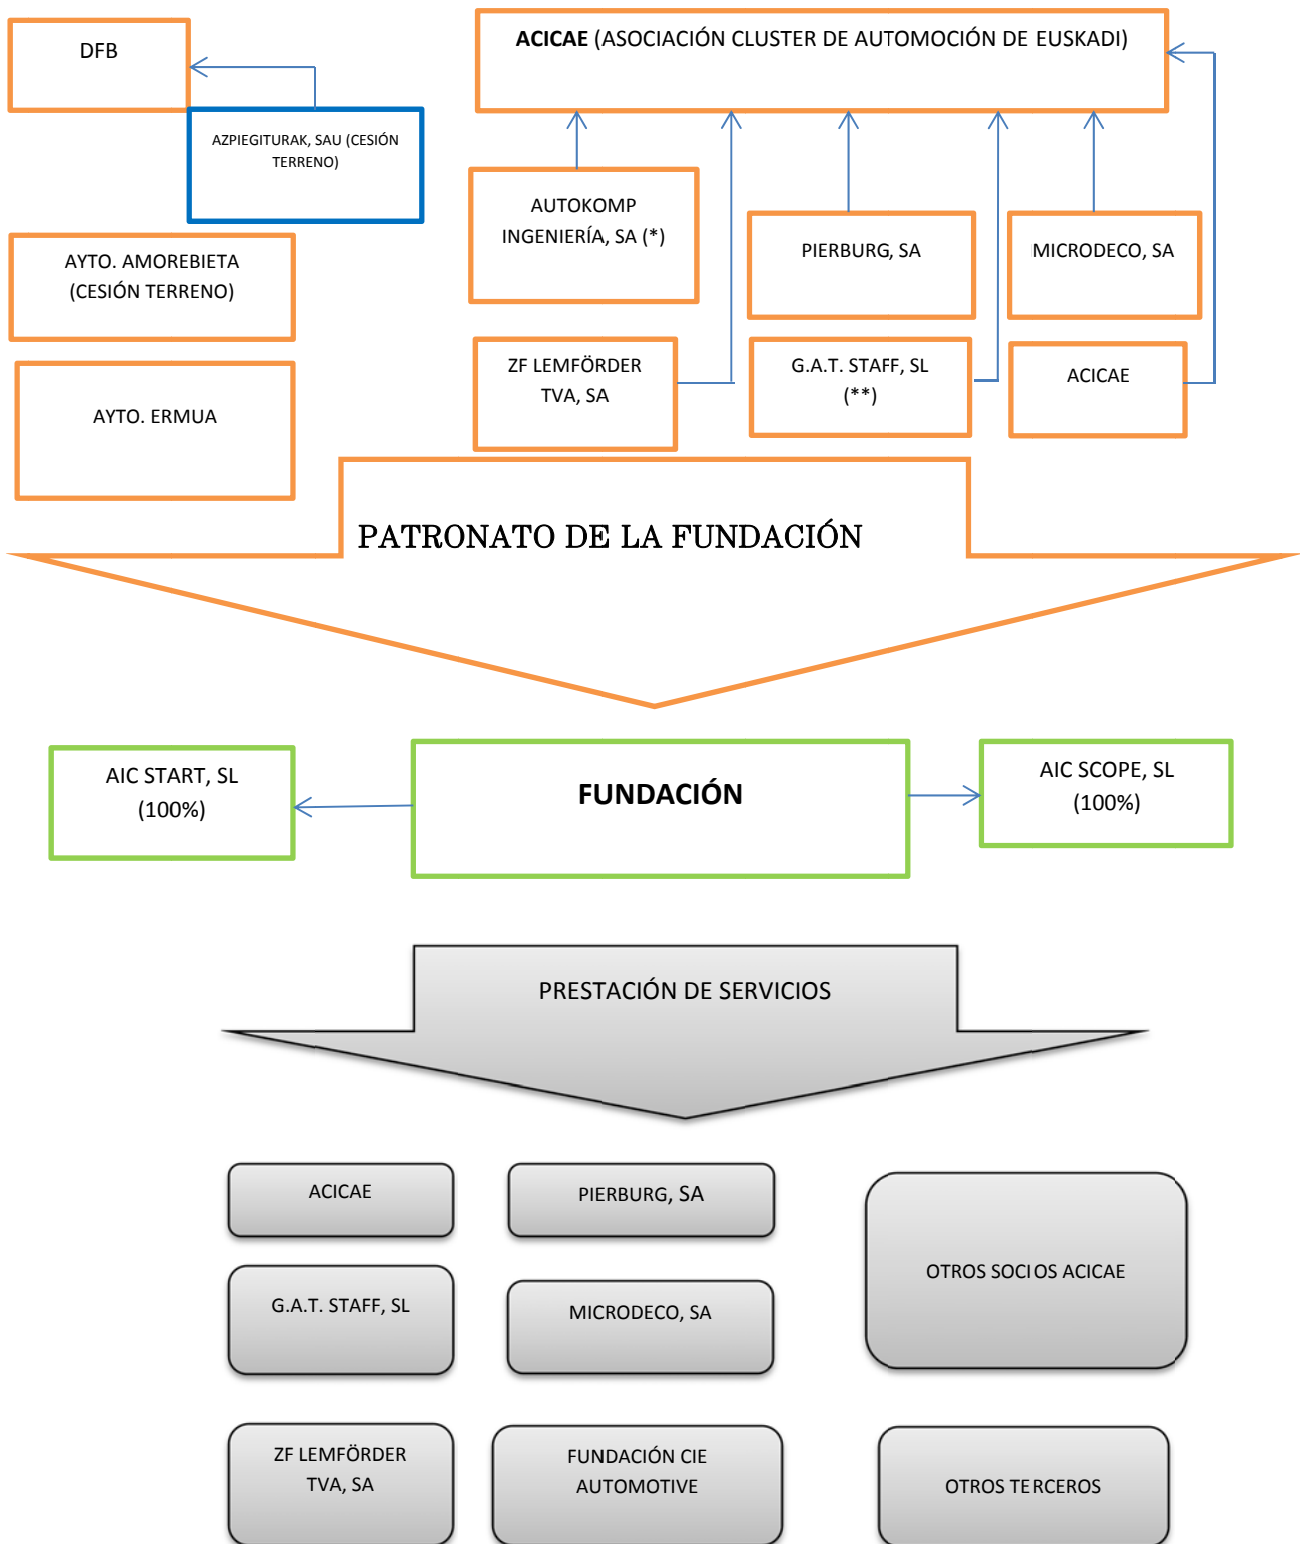 DFB
ACICAE (ASOCIACIÓN CLUSTER DE AUTOMOCIÓN DE EUSKADI)
AZPIEGITURAK, SAU (CESIÓN
TERRENO)
AUTOKOMP
INGENIERÍA, SA (*)
PIERBURG, SA
MICRODECO, SA
AYTO. AMOREBIETA
(CESIÓN TERRENO)
ZF LEMFÖRDER
TVA, SA
G.A.T. STAFF, SL
(**)
ACICAE
AYTO. ERMUA
PATRONATO DE LA FUNDACIÓN
AIC START, SL
(100%)
FUNDACIÓN
AIC SCOPE, SL
(100%)
PRESTACIÓN DE SERVICIOS
ACICAE
PIERBURG, SA
OTROS SOCIOS ACICAE
G.A.T. STAFF, SL
MICRODECO, SA
ZF LEMFÖRDER
TVA, SA
FUNDACIÓN CIE
AUTOMOTIVE
OTROS TERCEROS